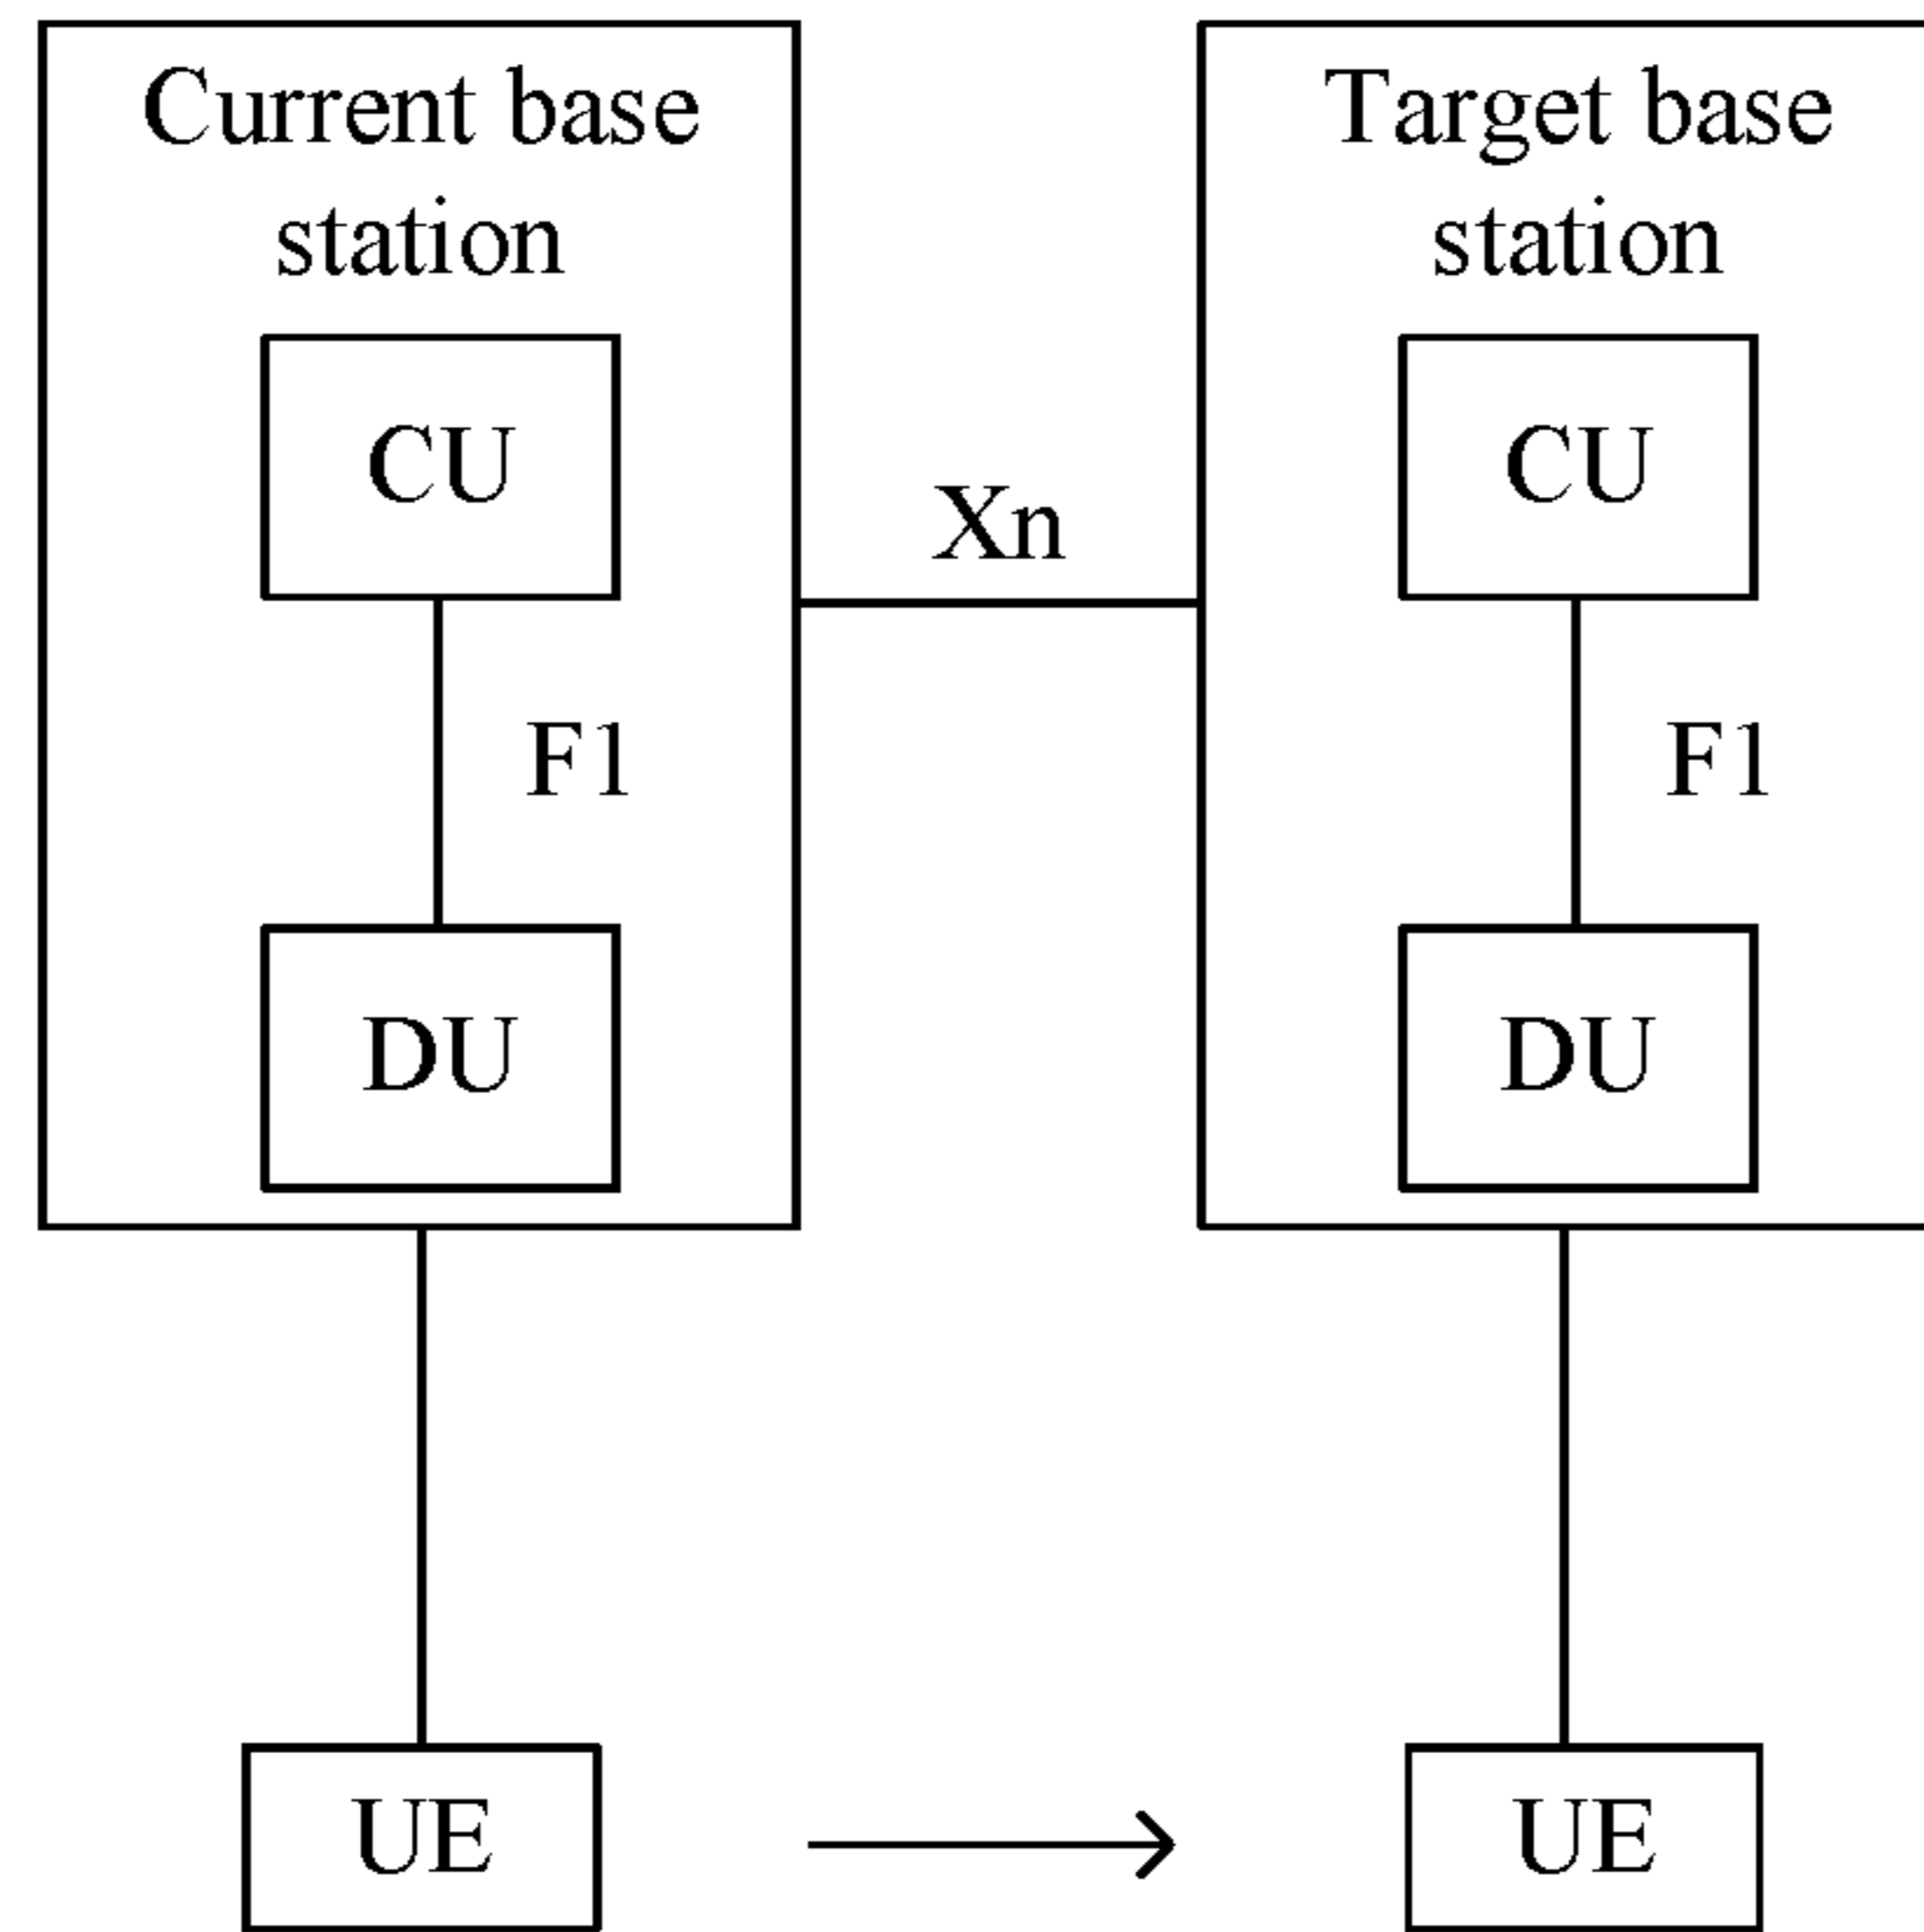 Current base
station
CU
F1
DU
Xn
Target base
station
CU
F1
DU
UE
UE